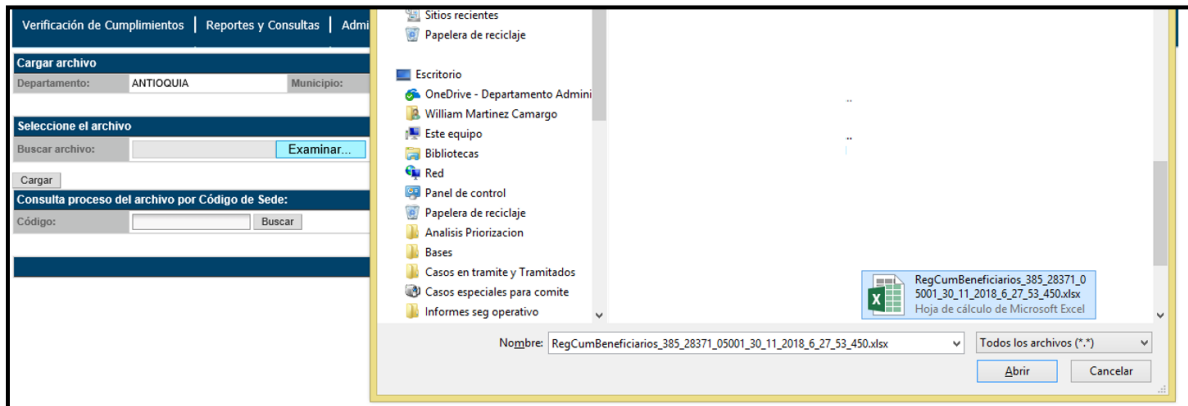 Verificación de Cumplimientos | Reportes y Consultas | Admi
Cargar archivo
Departamento: ANTIOQUIA Municipio:
Seleccione el archivo
Buscar archivo: Examinar...
Cargar
Consulta proceso del archivo por Código de Sede:
Código: Buscar
Sitios recientes
Papelera de reciclaje
Escritorio
OneDrive - Departamento Admini
William Martinez Camargo
Este equipo
Bibliotecas
Red
Panel de control
Papelera de reciclaje
Analisis Priorizacion
Bases
Casos en tramite y Tramitados
Casos especiales para comite
Informes seg operativo
RegCumBeneficiarios_385_28371_0
5001_30_11_2018_6_27_53_450.xlsx
Hoja de cálculo de Microsoft Excel
Nombre: RegCumBeneficiarios_385_28371_05001_30_11_2018_6_27_53_450.xlsx Todos los archivos (*.*)
Abrir Cancelar